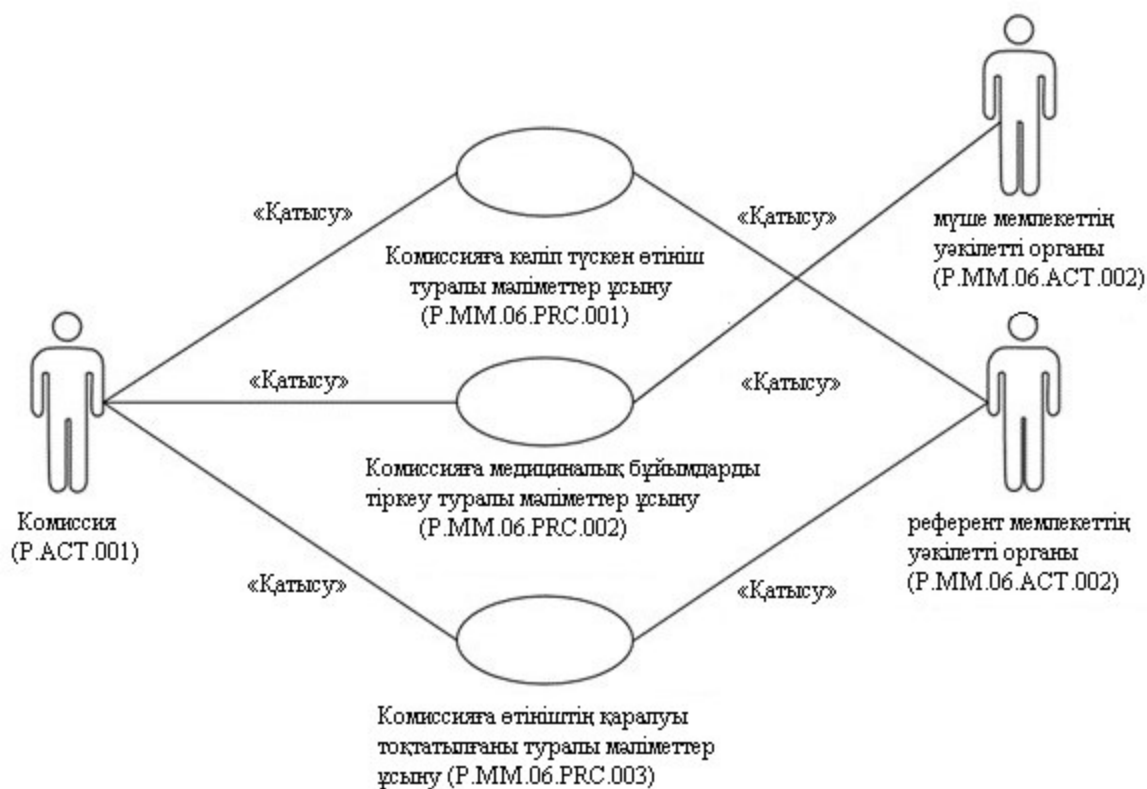 «Қатысу»
«Қатысу»
мүше мемлекеттің
уәкілетті органы
(P.MM.06.ACT.002)
Комиссияға келіп түскен өтініш
туралы мәліметтер ұсыну
(P.MM.06.PRC.001)
«Қатысу»
«Қатысу»
Комиссияға медициналық бұйымдарды
тіркеу туралы мәліметтер ұсыну
(P.MM.06.PRC.002)
Комиссия
(P.ACT.001)
референт мемлекеттің
уәкілетті органы
(P.MM.06.ACT.002)
«Қатысу»
«Қатысу»
Комиссияға өтініштің қаралуы
тоқтатылғаны туралы мәліметтер
ұсыну (P.MM.06.PRC.003)